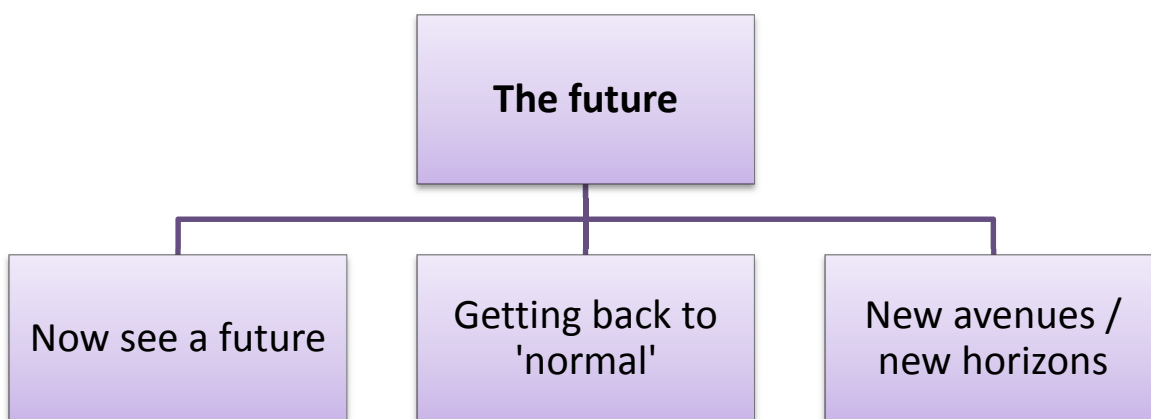 The future
Now see a future
Getting back to
'normal'
New avenues /
new horizons